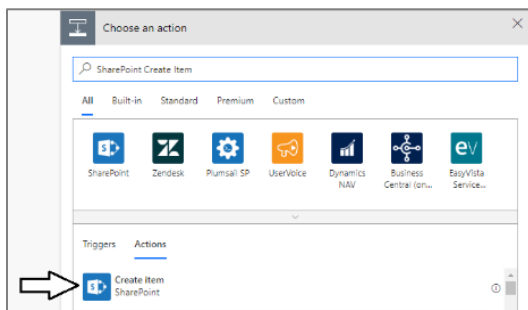 Choose an action
SharePoint Create Item
All Built-in Standard Premium Custom
SharePoint Zendesk Plumsail SP UserVoice Dynamics NAV Business Central (on... EasyVista Service...
Triggers Actions
Create item
SharePoint